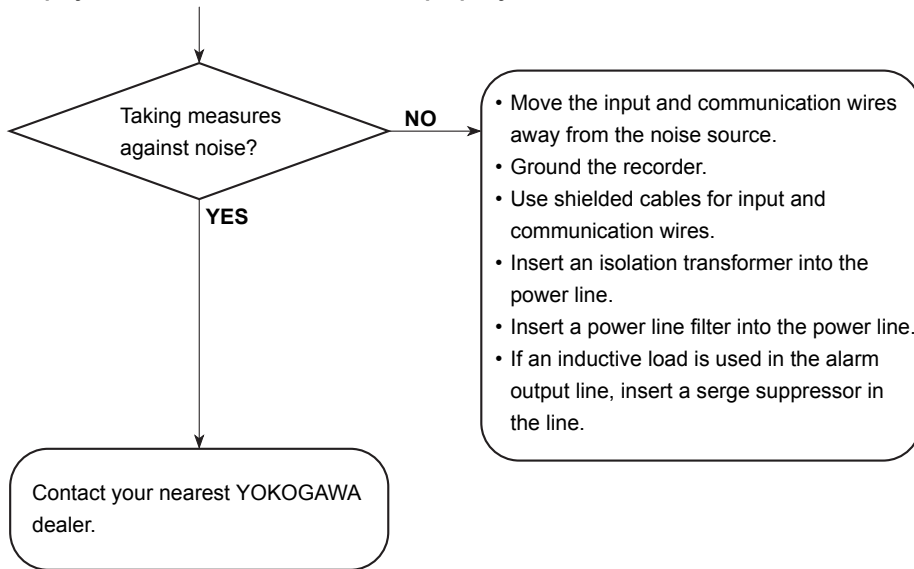 Taking measures
against noise?
NO
YES
• Move the input and communication wires
away from the noise source.
• Ground the recorder.
• Use shielded cables for input and
communication wires.
• Insert an isolation transformer into the
power line.
• Insert a power line filter into the power line.
• If an inductive load is used in the alarm
output line, insert a serge suppressor in
the line.
Contact your nearest YOKOGAWA
dealer.